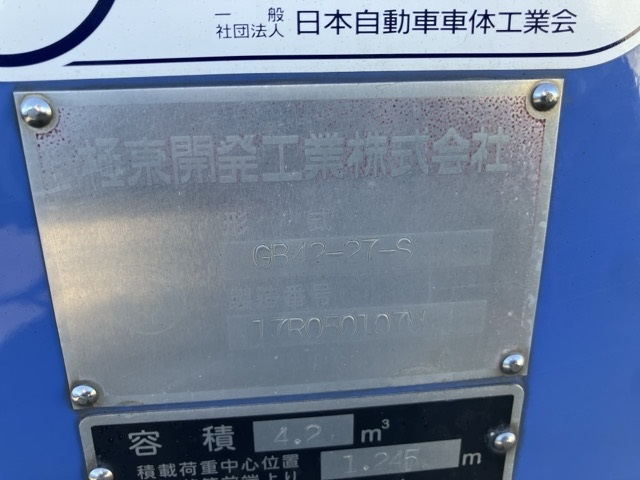 一般
社団法人 日本自動車車体工業会
極東開発工業株式会社
形 式
GB42-27-S
製造番号
容積 4.2 m³
積載荷重中心位置
1.245 m